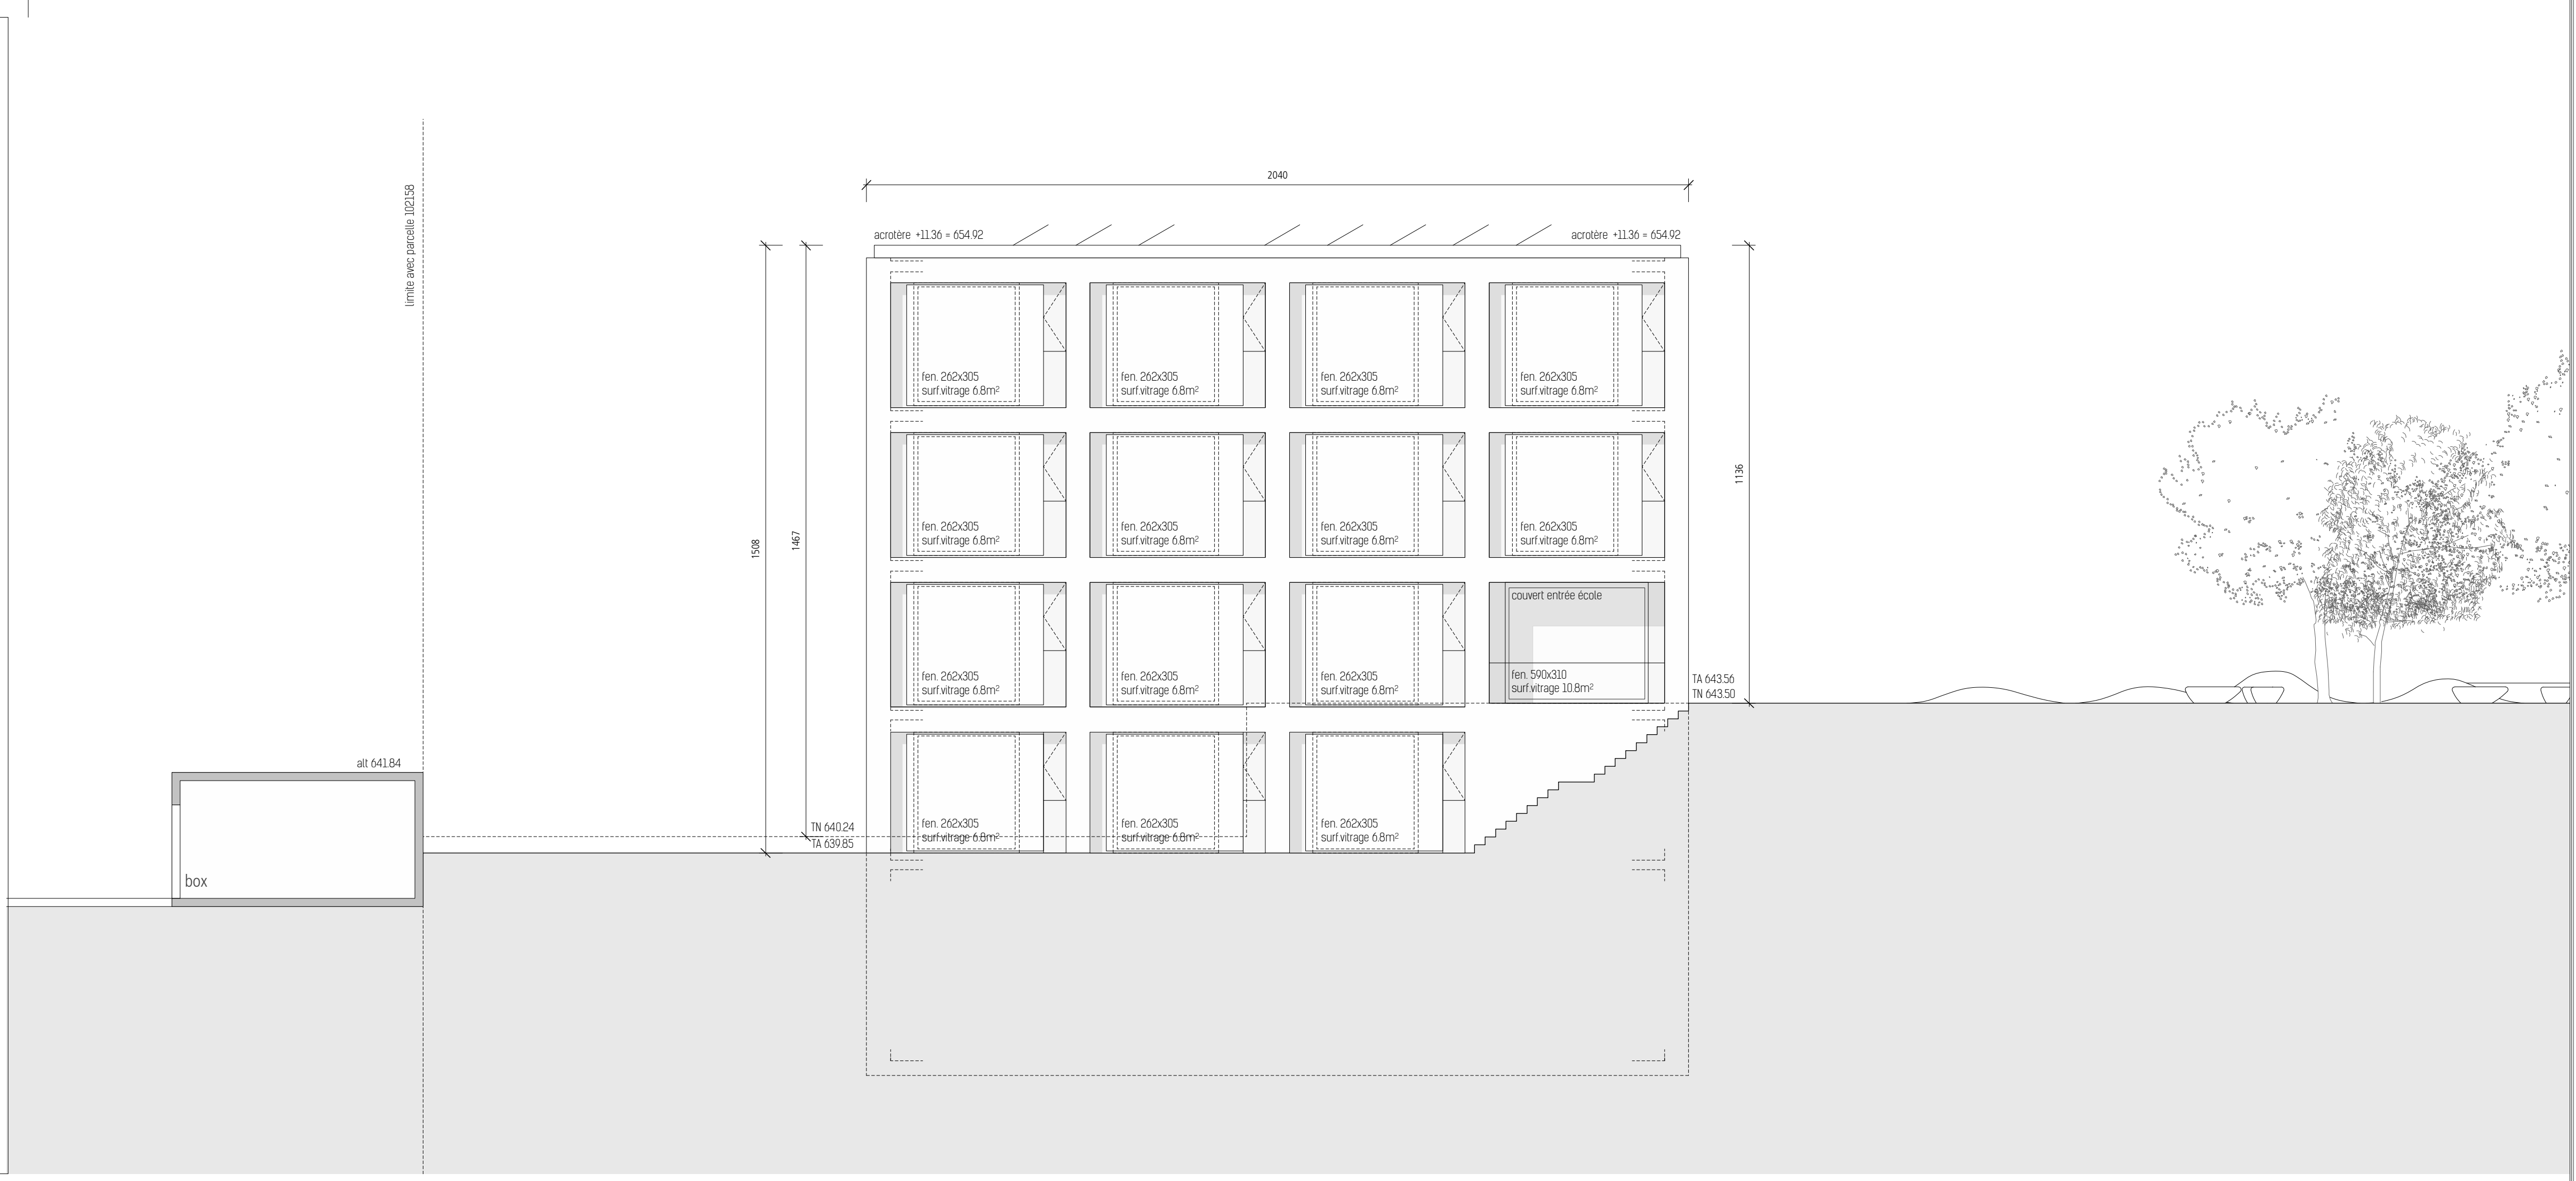 2040
limite avec parcelle 102158
acrotère +11.36 = 654.92
acrotère +11.36 = 654.92
fen. 262x305
surf.vitrage 6.8m²
fen. 262x305
surf.vitrage 6.8m²
fen. 262x305
surf.vitrage 6.8m²
fen. 262x305
surf.vitrage 6.8m²
1136
1508
1467
fen. 262x305
surf.vitrage 6.8m²
fen. 262x305
surf.vitrage 6.8m²
fen. 262x305
surf.vitrage 6.8m²
fen. 262x305
surf.vitrage 6.8m²
couvert entrée école
fen. 262x305
surf.vitrage 6.8m²
fen. 262x305
surf.vitrage 6.8m²
fen. 262x305
surf.vitrage 6.8m²
fen. 590x310
surf.vitrage 10.8m²
TA 643.56
TN 643.50
alt 641.84
TN 640.24
TA 639.85
fen. 262x305
surf.vitrage 6.8m²
fen. 262x305
surf.vitrage 6.8m²
fen. 262x305
surf.vitrage 6.8m²
box